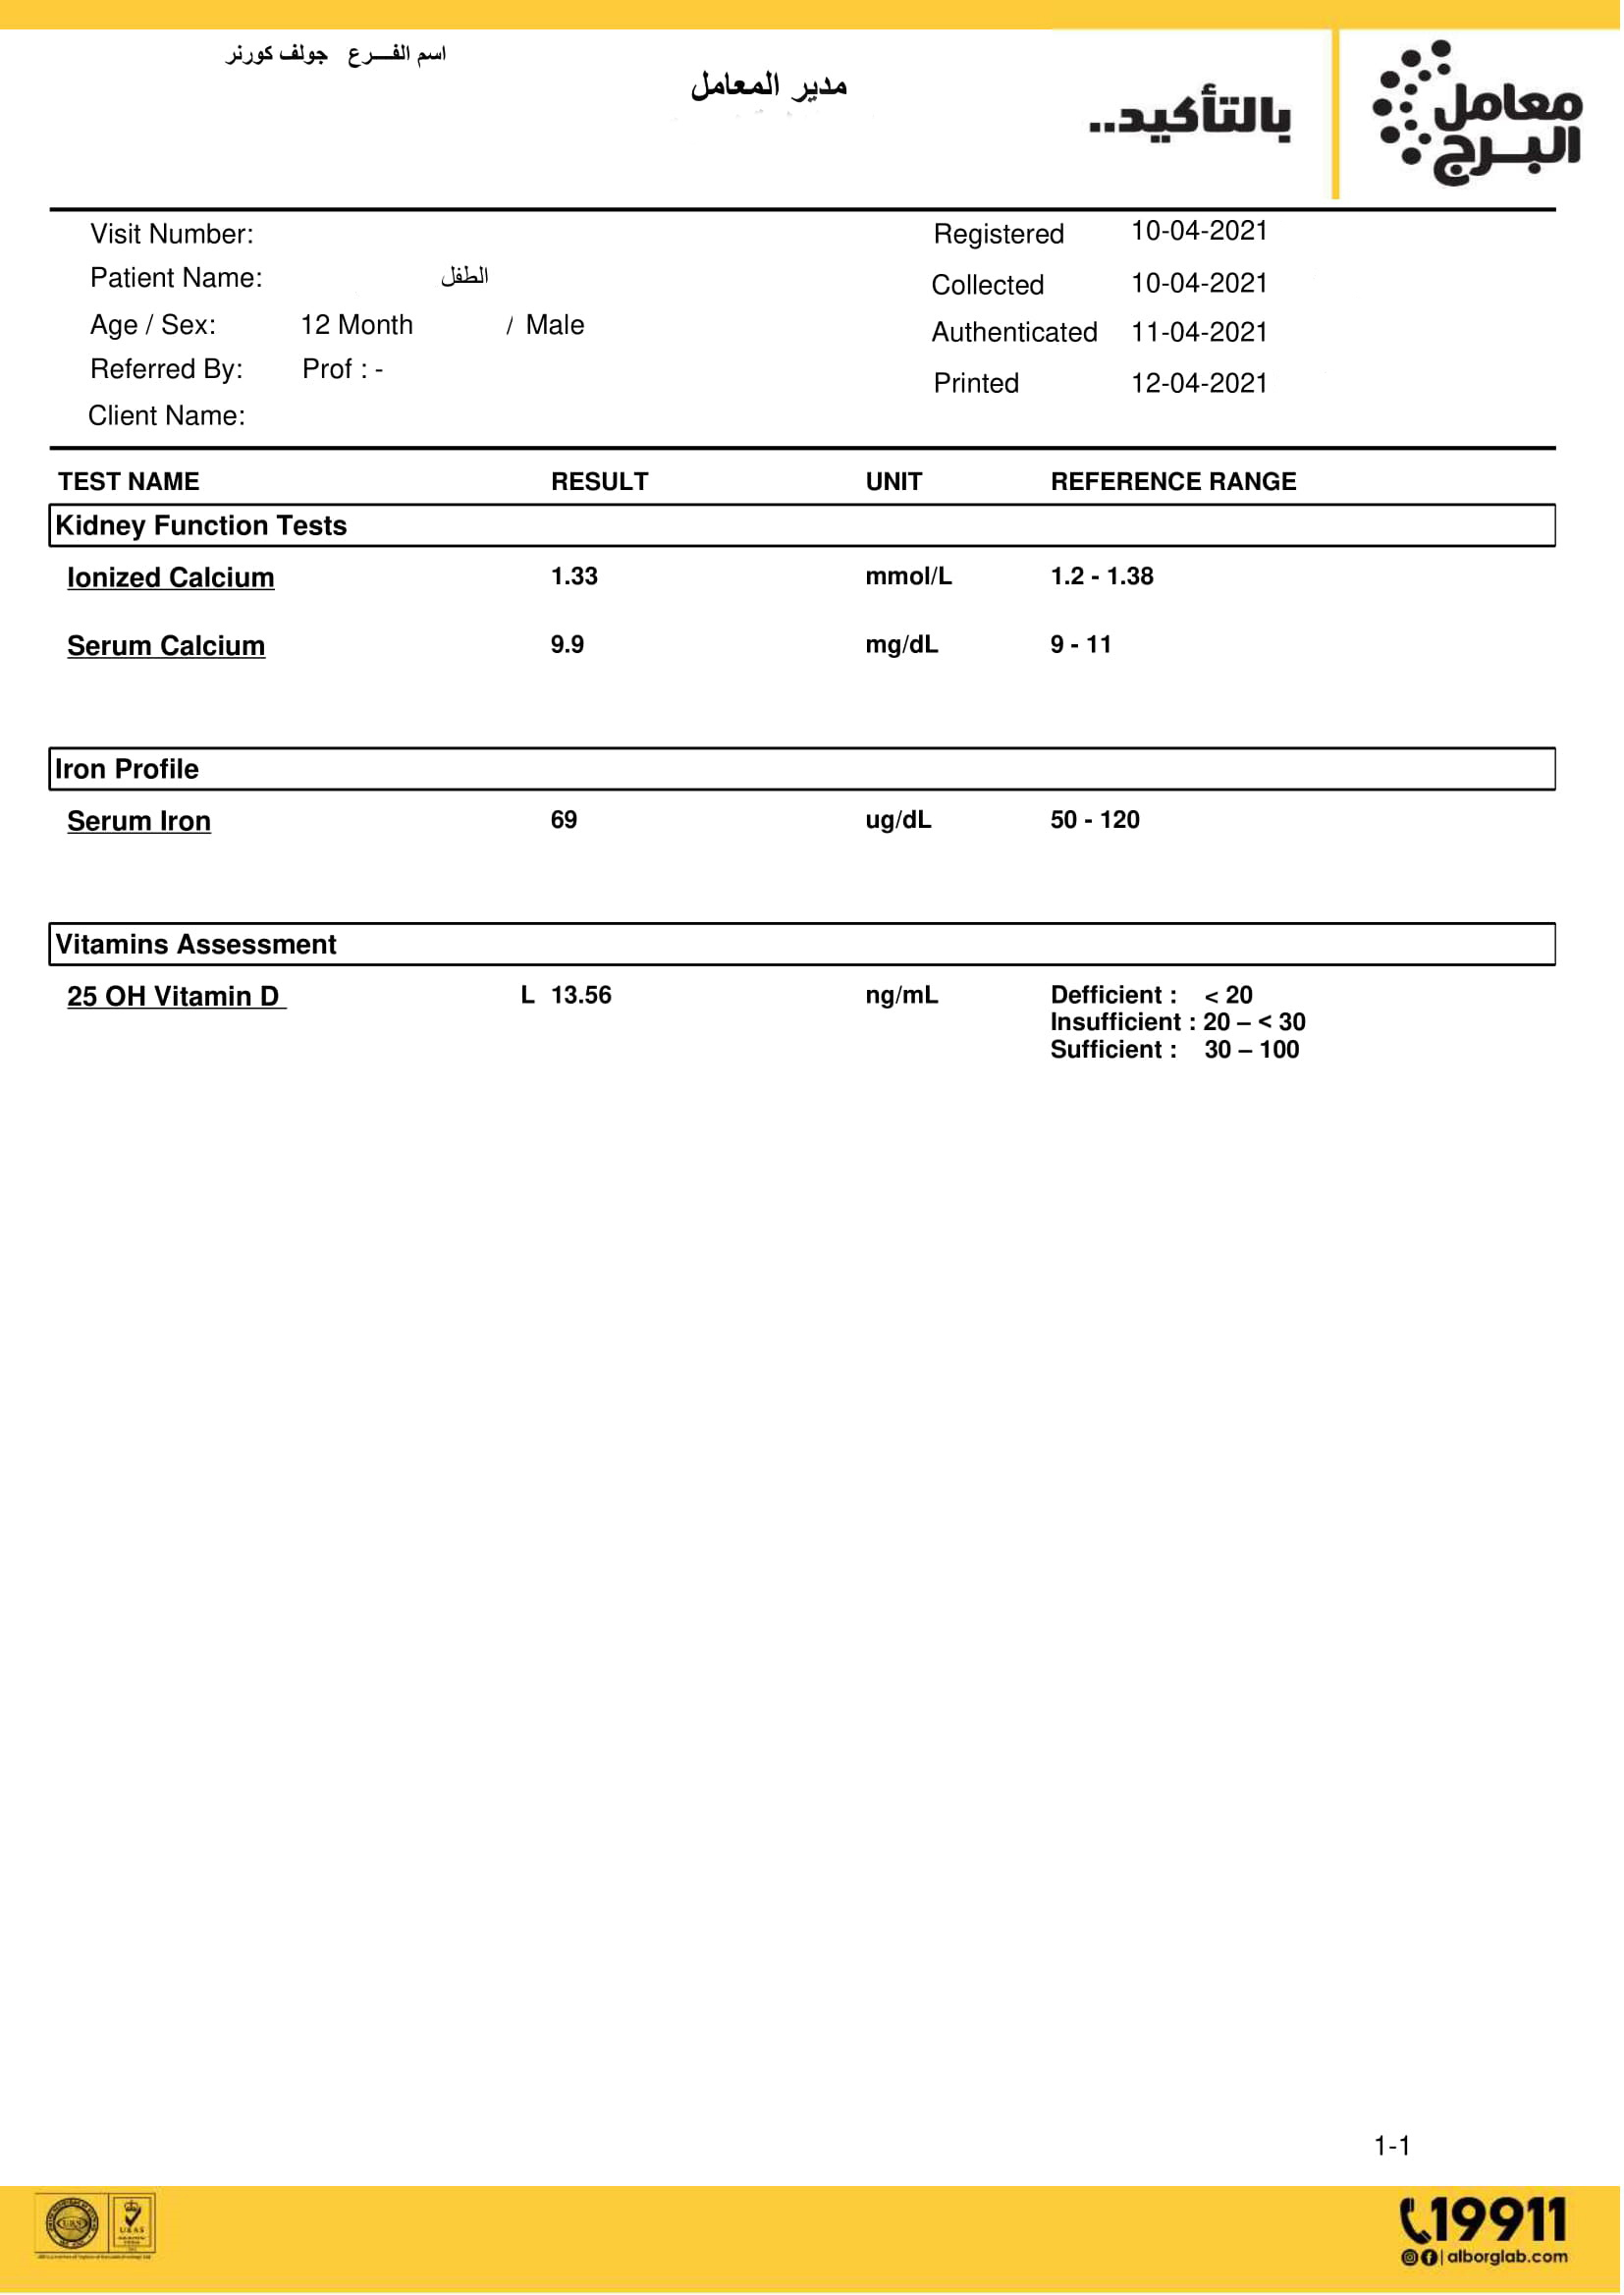 اسم الفـــرع جولف كورنر
مدير المعامل
بالتأكيد..
معامل
البرج
Visit Number:
Registered 10-04-2021
Patient Name: الطفل
Collected 10-04-2021
Age / Sex: 12 Month / Male
Authenticated 11-04-2021
Referred By: Prof : -
Printed 12-04-2021
Client Name:
TEST NAME RESULT UNIT REFERENCE RANGE
Kidney Function Tests
Ionized Calcium 1.33 mmol/L 1.2 - 1.38
Serum Calcium 9.9 mg/dL 9 - 11
Iron Profile
Serum Iron 69 ug/dL 50 - 120
Vitamins Assessment
25 OH Vitamin D L 13.56 ng/mL Defficient : < 20
Insufficient : 20 – < 30
Sufficient : 30 – 100
1-1
19911
alborglab.com
UKAS